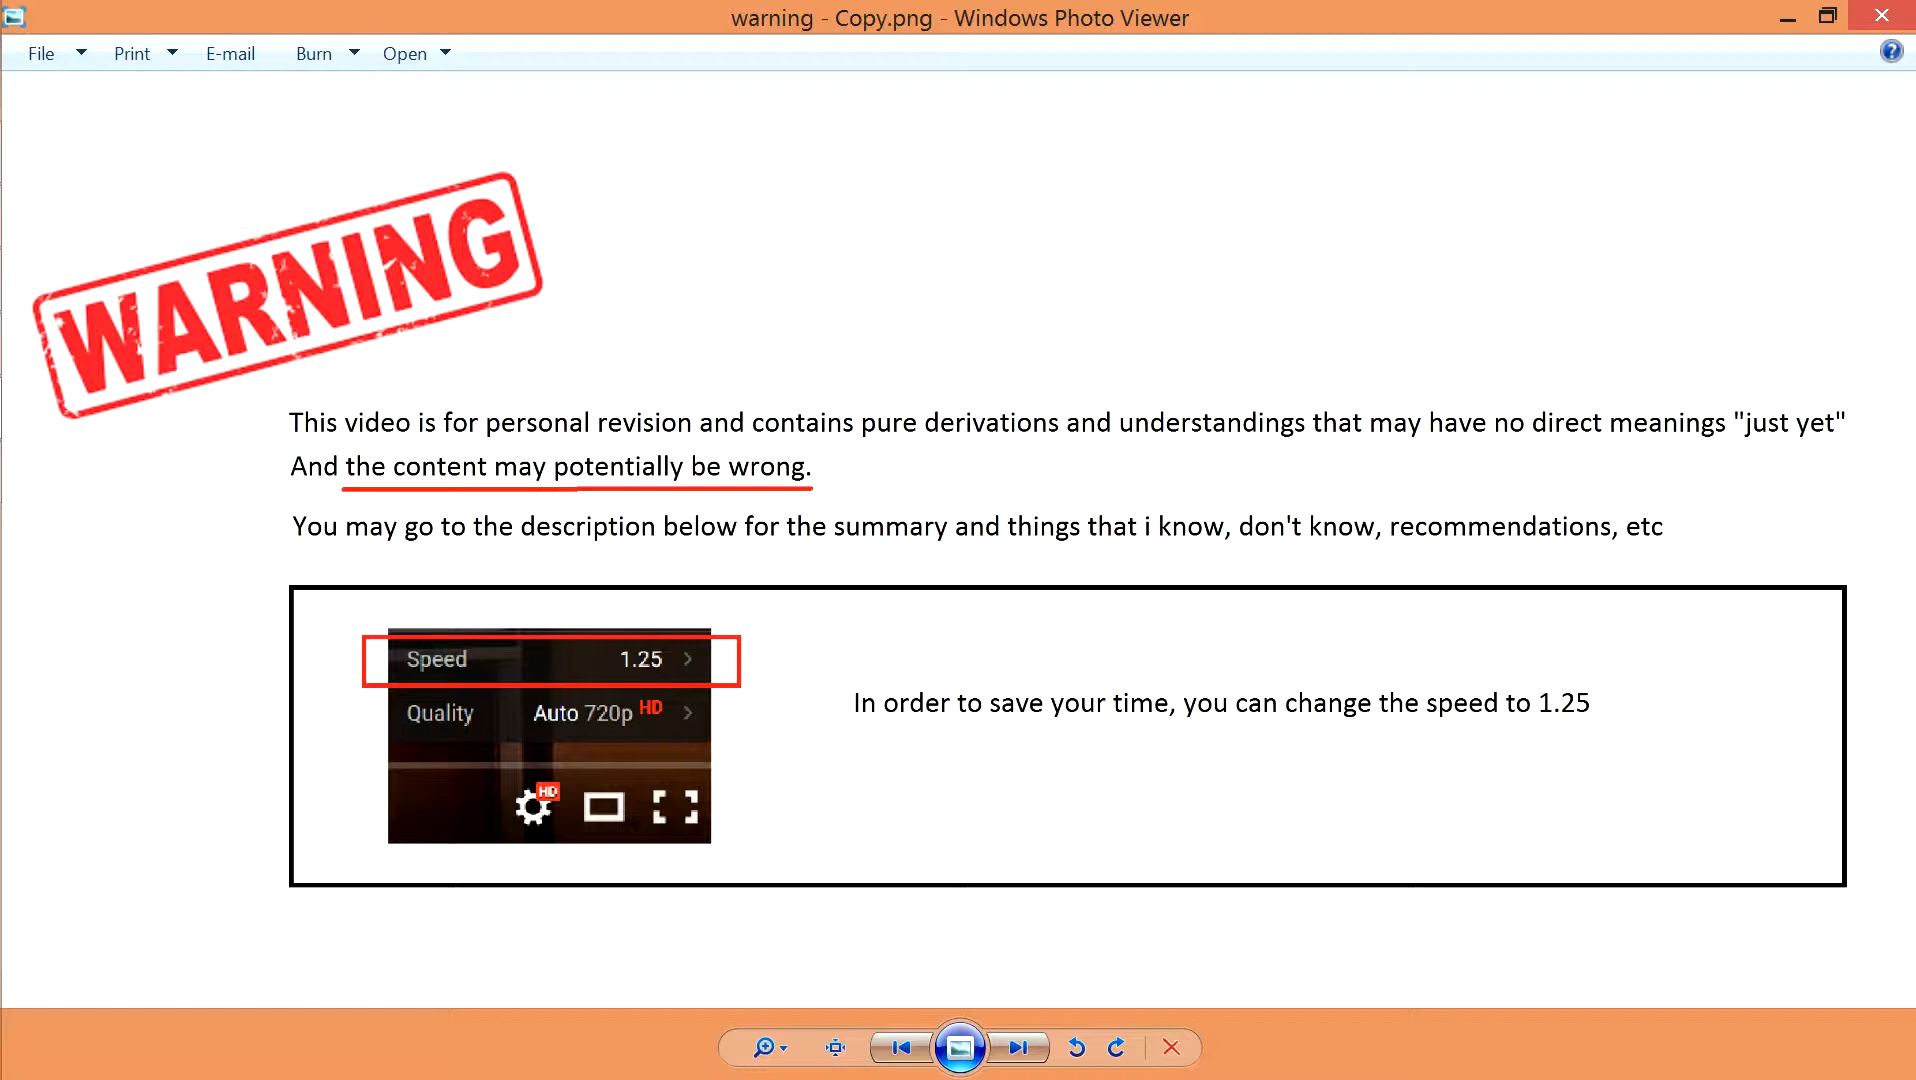 warning - Copy.png - Windows Photo Viewer
File Print E-mail Burn Open
WARNING
This video is for personal revision and contains pure derivations and understandings that may have no direct meanings "just yet"
And the content may potentially be wrong.
You may go to the description below for the summary and things that i know, don't know, recommendations, etc
Speed 1.25
Quality Auto 720p HD
In order to save your time, you can change the speed to 1.25
HD